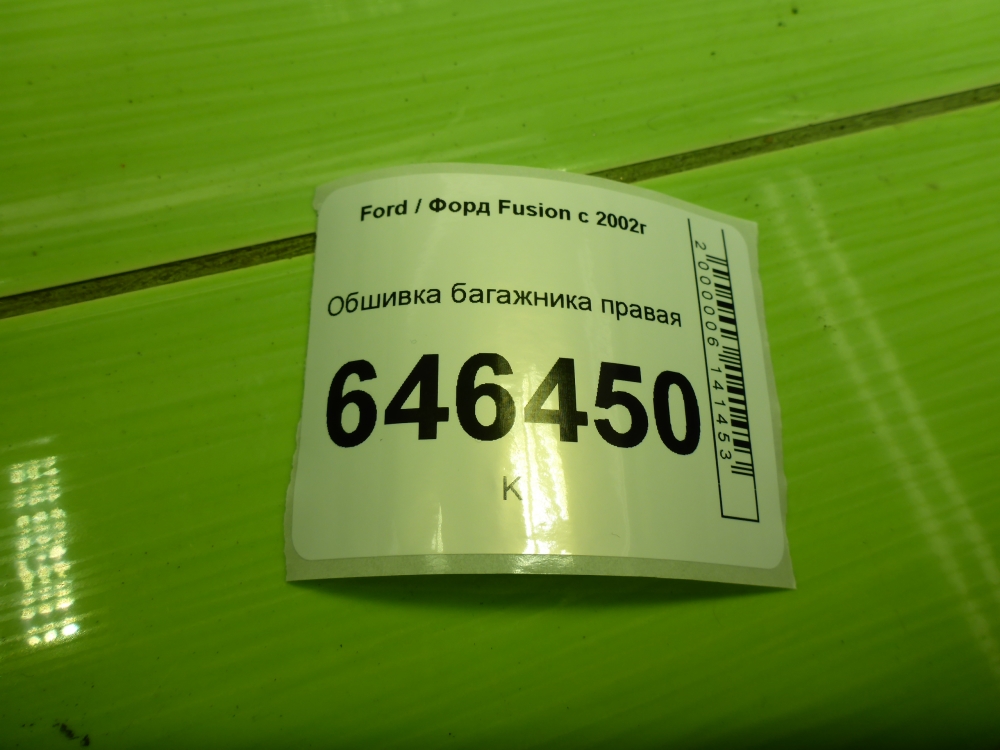 Ford / Форд Fusion с 2002г
Обшивка багажника правая
646450
К
2000006141453